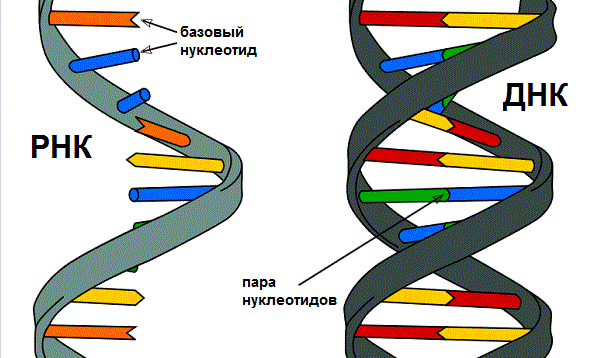 базовый
нуклеотид
РНК
ДНК
пара
нуклеотидов